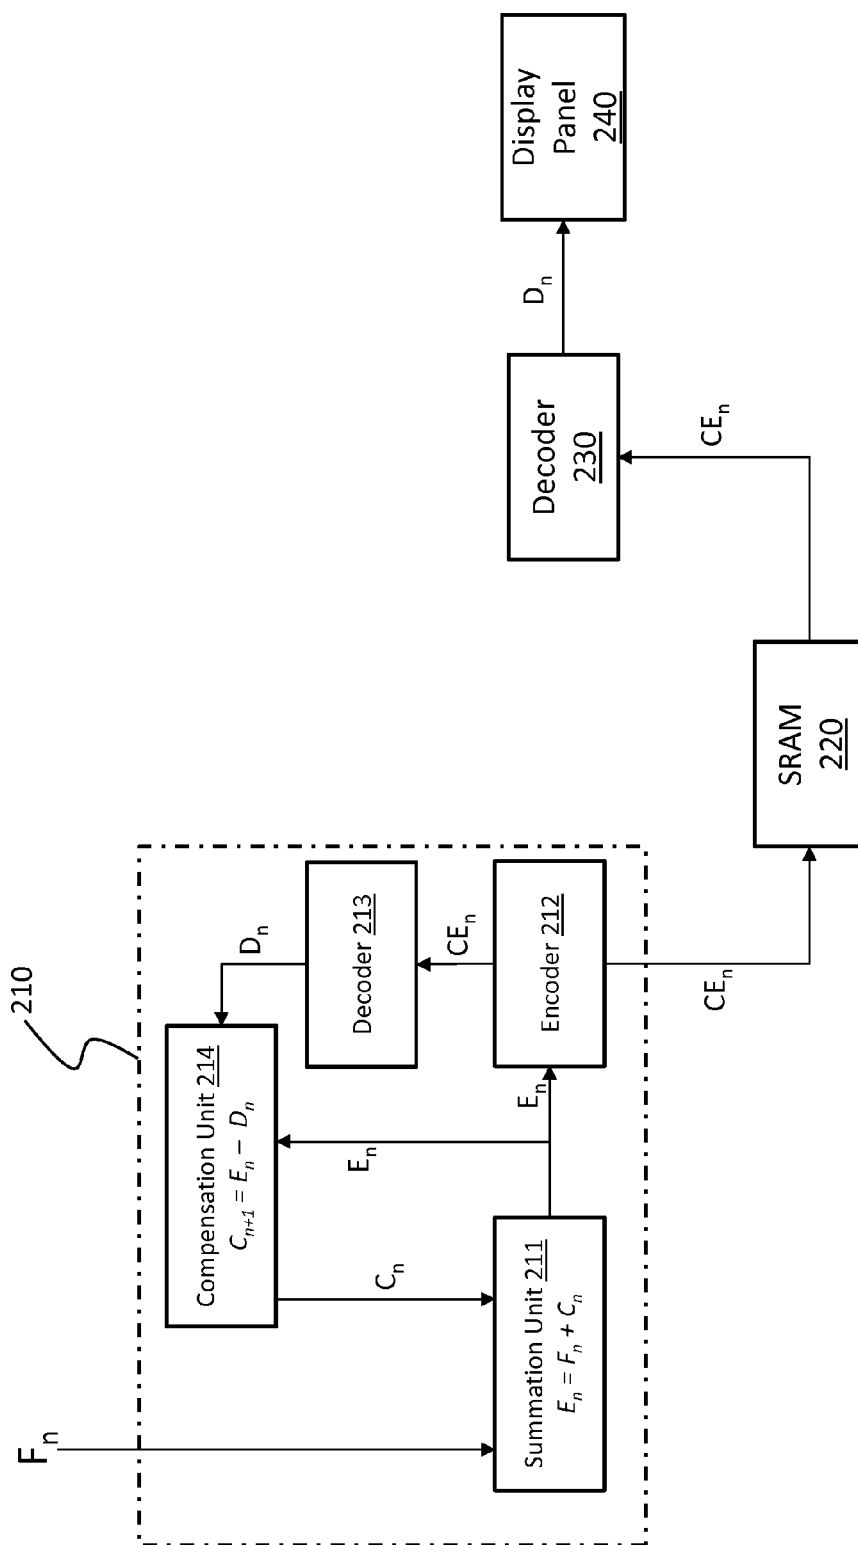 210
F_n
Compensation Unit 214
C_{n+1} = E_n − D_n
D_n
Decoder 213
C_n
E_n
CE_n
Summation Unit 211
E_n = F_n + C_n
E_n
Encoder 212
CE_n
SRAM
220
CE_n
Decoder
230
D_n
Display
Panel
240